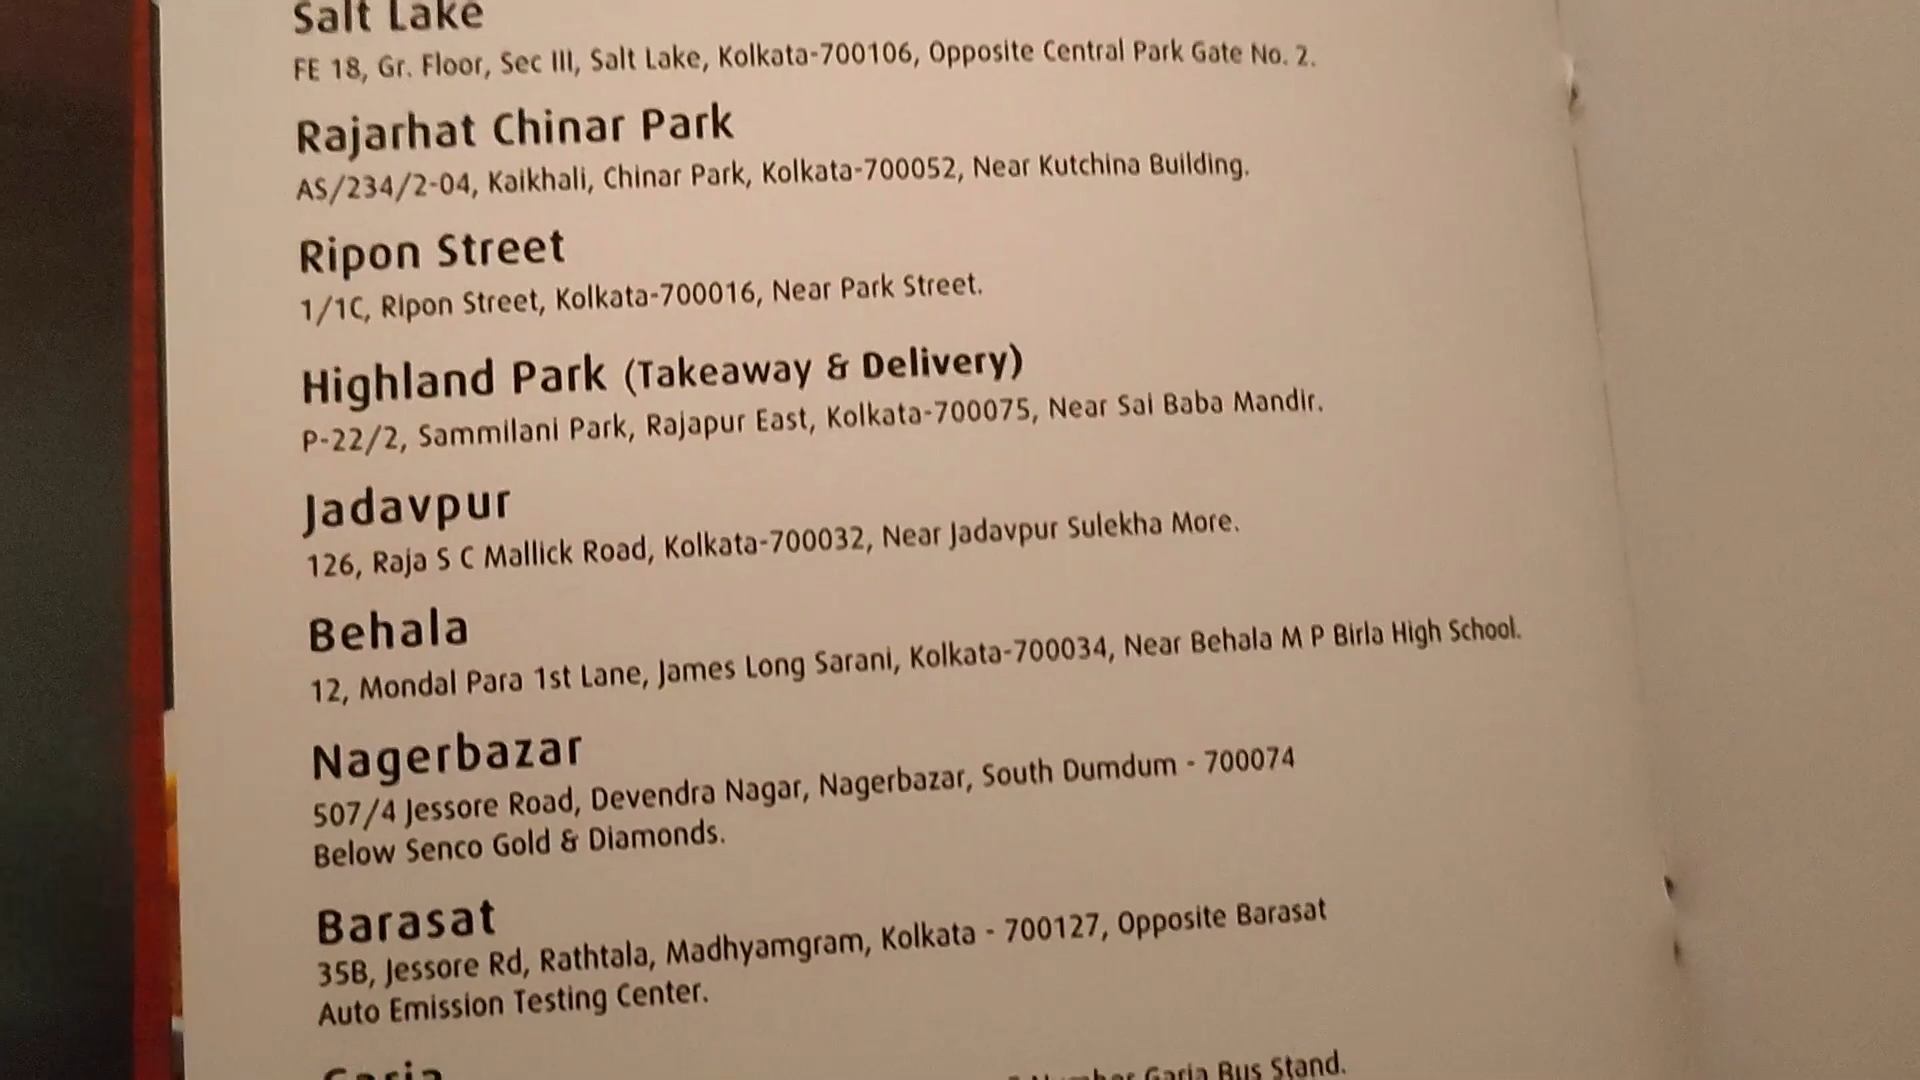 Salt Lake
FE 18, Gr. Floor, Sec III, Salt Lake, Kolkata-700106, Opposite Central Park Gate No. 2.
Rajarhat Chinar Park
AS/234/2-04, Kaikhali, Chinar Park, Kolkata-700052, Near Kutchina Building.
Ripon Street
1/1C, Ripon Street, Kolkata-700016, Near Park Street.
Highland Park (Takeaway & Delivery)
P-22/2, Sammilani Park, Rajapur East, Kolkata-700075, Near Sai Baba Mandir.
Jadavpur
126, Raja S C Mallick Road, Kolkata-700032, Near Jadavpur Sulekha More.
Behala
12, Mondal Para 1st Lane, James Long Sarani, Kolkata-700034, Near Behala M P Birla High School.
Nagerbazar
507/4 Jessore Road, Devendra Nagar, Nagerbazar, South Dumdum - 700074
Below Senco Gold & Diamonds.
Barasat
35B, Jessore Rd, Rathtala, Madhyamgram, Kolkata - 700127, Opposite Barasat
Auto Emission Testing Center.
Garia
Garia Bus Stand.